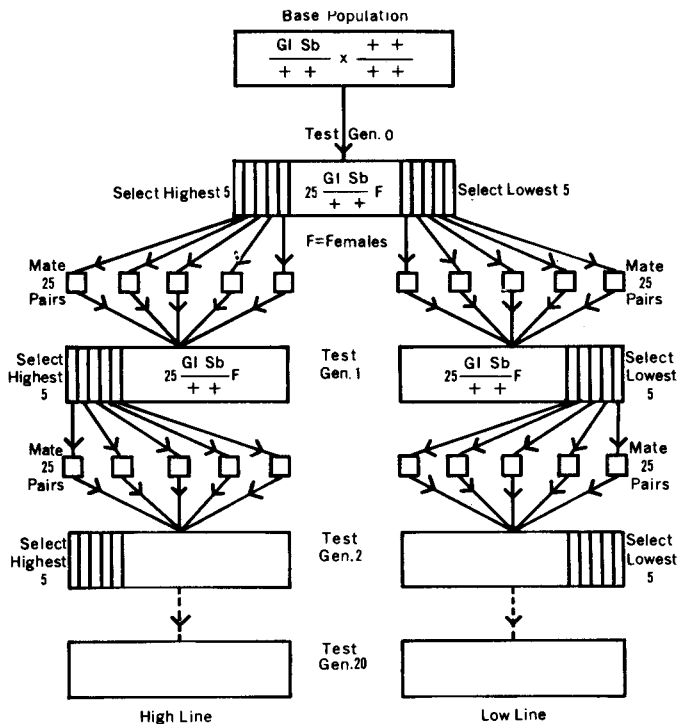 Base Population
Gl Sb
+ +
x
+ +
+ +
Test Gen. 0
Select Highest 5
25
Gl Sb
+ +
F
Select Lowest 5
F=Females
Mate
25
Pairs
Mate
25
Pairs
Select
Highest
5
25
Gl Sb
+ +
F
Test
Gen.1
25
Gl Sb
+ +
F
Select
Lowest
5
Mate
25
Pairs
Mate
25
Pairs
Select
Highest
5
Test
Gen.2
Select
Lowest
5
Test
Gen.20
High Line
Low Line